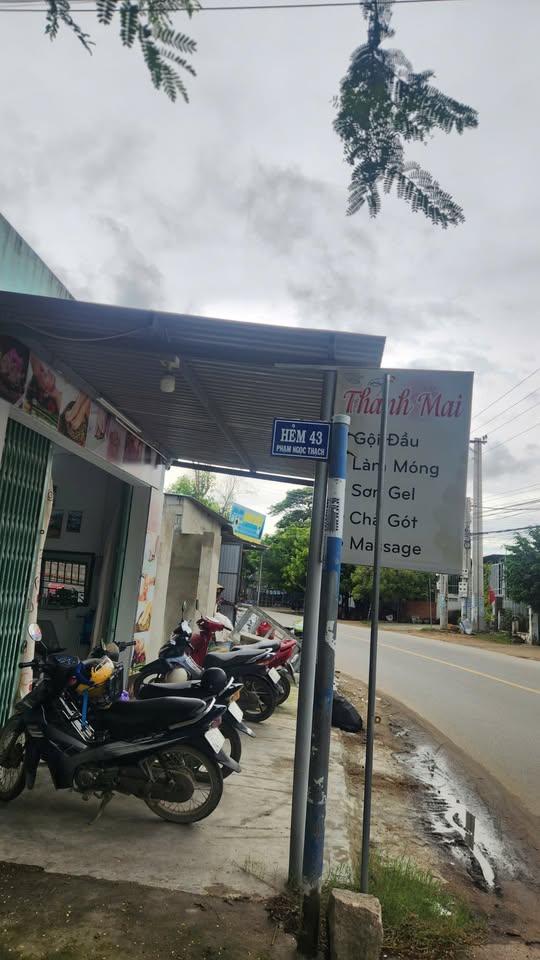 HẺM 43
PHẠM NGỌC THẠCH
Thanh Mai
Gội Đầu
Làm Móng
Sơn Gel
Chà Gót
Massage